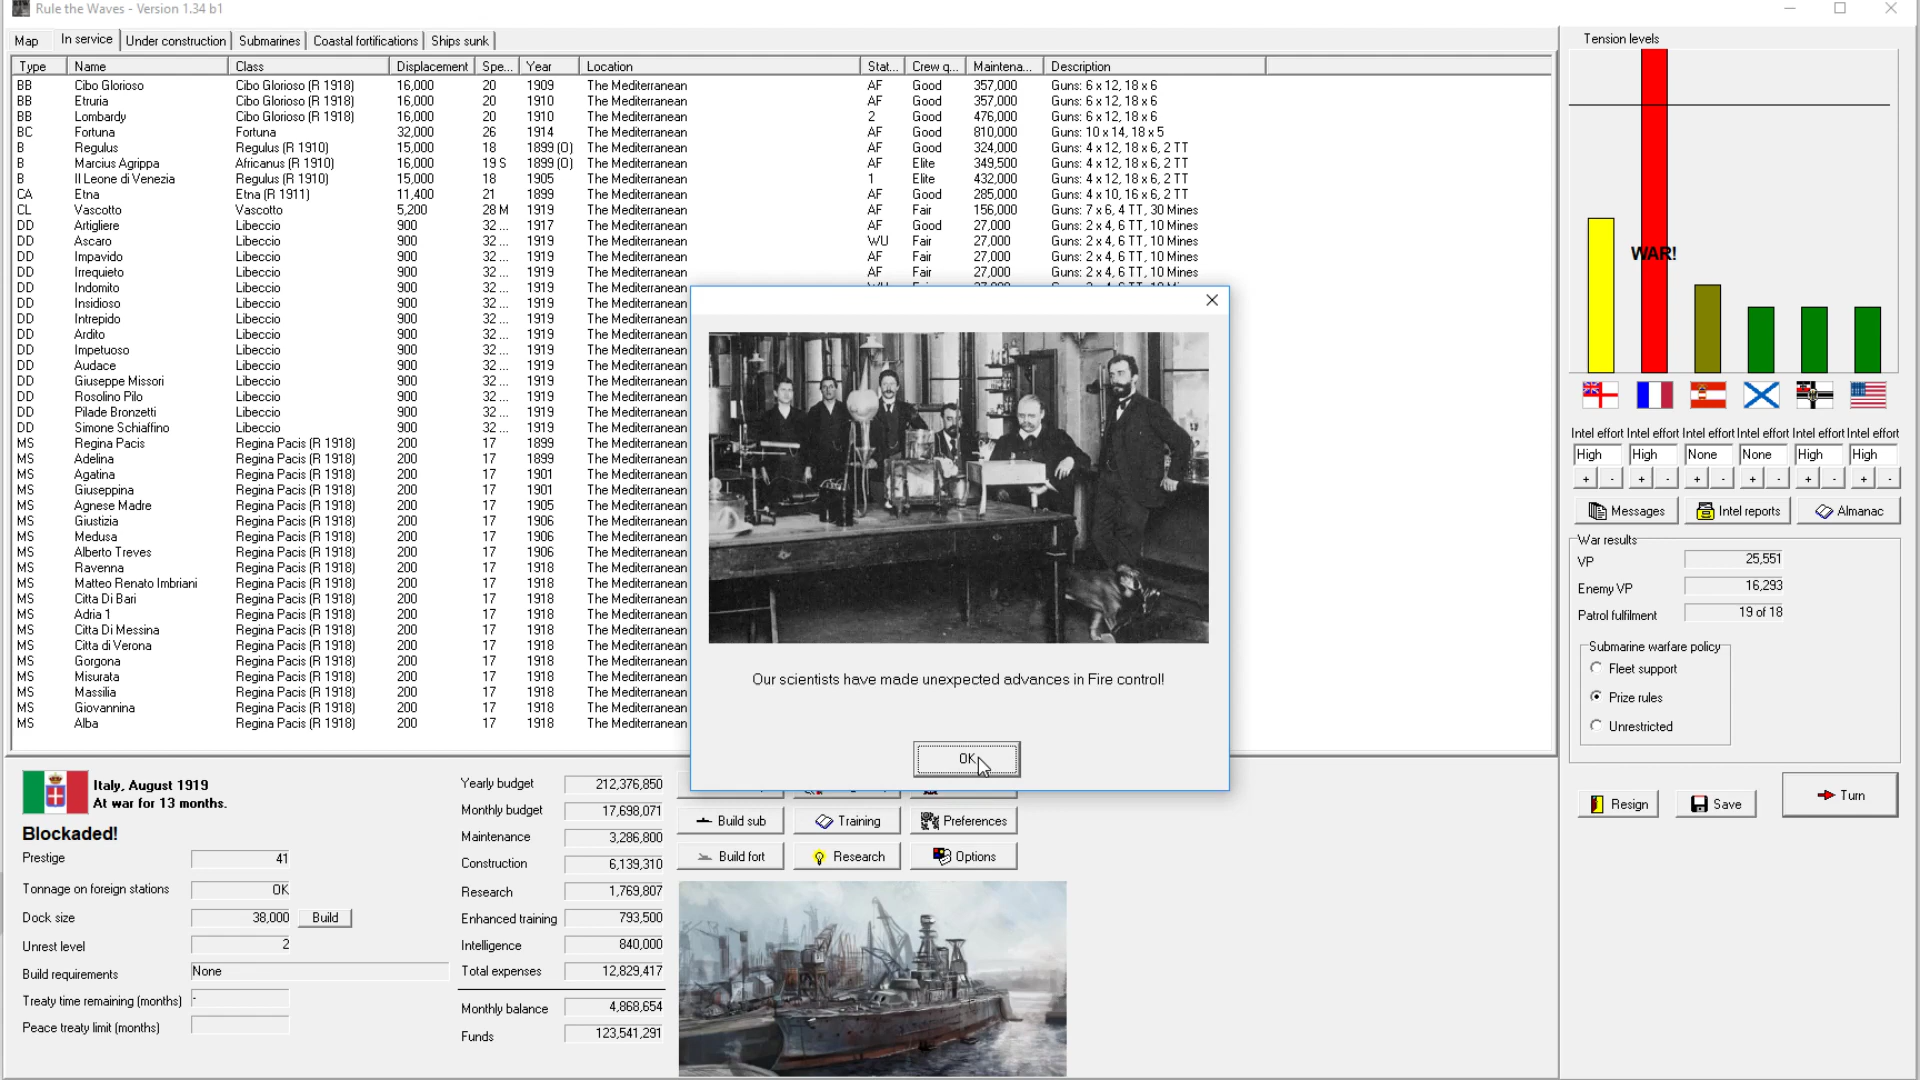 Rule the Waves - Version 1.34 b1
Map In service Under construction Submarines Coastal fortifications Ships sunk
Type Name Class Displacement Spe... Year Location Stat... Crew q... Maintena... Description
BB Cibo Glorioso Cibo Glorioso (R 1918) 16,000 20 1909 The Mediterranean AF Good 357,000 Guns: 6 x 12, 18 x 6
BB Etruria Cibo Glorioso (R 1918) 16,000 20 1910 The Mediterranean AF Good 357,000 Guns: 6 x 12, 18 x 6
BB Lombardy Cibo Glorioso (R 1918) 16,000 20 1910 The Mediterranean 2 Good 476,000 Guns: 6 x 12, 18 x 6
BC Fortuna Fortuna 32,000 26 1914 The Mediterranean AF Good 810,000 Guns: 10 x 14, 18 x 5
B Regulus Regulus (R 1910) 15,000 18 1899 (O) The Mediterranean AF Good 324,000 Guns: 4 x 12, 18 x 6, 2 TT
B Marcius Agrippa Africanus (R 1910) 16,000 19 S 1899 (O) The Mediterranean AF Elite 349,500 Guns: 4 x 12, 18 x 6, 2 TT
B Il Leone di Venezia Regulus (R 1910) 15,000 18 1905 The Mediterranean 1 Elite 432,000 Guns: 4 x 12, 18 x 6, 2 TT
CA Etna Etna (R 1911) 11,400 21 1899 The Mediterranean AF Good 285,000 Guns: 4 x 10, 16 x 6, 2 TT
CL Vascotto Vascotto 5,200 28 M 1919 The Mediterranean AF Fair 156,000 Guns: 7 x 6, 4 TT, 30 Mines
DD Artigliere Libeccio 900 32 ... 1917 The Mediterranean AF Good 27,000 Guns: 2 x 4, 6 TT, 10 Mines
DD Ascaro Libeccio 900 32 ... 1919 The Mediterranean WU Fair 27,000 Guns: 2 x 4, 6 TT, 10 Mines
DD Impavido Libeccio 900 32 ... 1919 The Mediterranean AF Fair 27,000 Guns: 2 x 4, 6 TT, 10 Mines
DD Irrequieto Libeccio 900 32 ... 1919 The Mediterranean AF Fair 27,000 Guns: 2 x 4, 6 TT, 10 Mines
DD Indomito Libeccio 900 32 ... 1919 The Mediterranean
DD Insidioso Libeccio 900 32 ... 1919 The Mediterranean
DD Intrepido Libeccio 900 32 ... 1919 The Mediterranean
DD Ardito Libeccio 900 32 ... 1919 The Mediterranean
DD Impetuoso Libeccio 900 32 ... 1919 The Mediterranean
DD Audace Libeccio 900 32 ... 1919 The Mediterranean
DD Giuseppe Missori Libeccio 900 32 ... 1919 The Mediterranean
DD Rosolino Pilo Libeccio 900 32 ... 1919 The Mediterranean
DD Pilade Bronzetti Libeccio 900 32 ... 1919 The Mediterranean
DD Simone Schiaffino Libeccio 900 32 ... 1919 The Mediterranean
MS Regina Pacis Regina Pacis (R 1918) 200 17 1899 The Mediterranean
MS Adelina Regina Pacis (R 1918) 200 17 1899 The Mediterranean
MS Agatina Regina Pacis (R 1918) 200 17 1901 The Mediterranean
MS Giuseppina Regina Pacis (R 1918) 200 17 1901 The Mediterranean
MS Agnese Madre Regina Pacis (R 1918) 200 17 1905 The Mediterranean
MS Giustizia Regina Pacis (R 1918) 200 17 1906 The Mediterranean
MS Medusa Regina Pacis (R 1918) 200 17 1906 The Mediterranean
MS Alberto Treves Regina Pacis (R 1918) 200 17 1906 The Mediterranean
MS Ravenna Regina Pacis (R 1918) 200 17 1918 The Mediterranean
MS Matteo Renato Imbriani Regina Pacis (R 1918) 200 17 1918 The Mediterranean
MS Citta Di Bari Regina Pacis (R 1918) 200 17 1918 The Mediterranean
MS Adria 1 Regina Pacis (R 1918) 200 17 1918 The Mediterranean
MS Citta Di Messina Regina Pacis (R 1918) 200 17 1918 The Mediterranean
MS Citta di Verona Regina Pacis (R 1918) 200 17 1918 The Mediterranean
MS Gorgona Regina Pacis (R 1918) 200 17 1918 The Mediterranean
MS Misurata Regina Pacis (R 1918) 200 17 1918 The Mediterranean
MS Massilia Regina Pacis (R 1918) 200 17 1918 The Mediterranean
MS Giovannina Regina Pacis (R 1918) 200 17 1918 The Mediterranean
MS Alba Regina Pacis (R 1918) 200 17 1918 The Mediterranean
Our scientists have made unexpected advances in Fire control!
OK
Tension levels
WAR!
Intel effort Intel effort Intel effort Intel effort Intel effort Intel effort
High High None None High High
+ - + - + - + - + - + -
Messages Intel reports Almanac
War results
VP 25,551
Enemy VP 16,293
Patrol fulfilment 19 of 18
Submarine warfare policy
Fleet support
Prize rules
Unrestricted
Resign Save Turn
Italy, August 1919
At war for 13 months.
Blockaded!
Prestige 41
Tonnage on foreign stations OK
Dock size 38,000 Build
Unrest level 2
Build requirements None
Treaty time remaining (months) -
Peace treaty limit (months)
Yearly budget 212,376,850
Monthly budget 17,698,071
Maintenance 3,286,800
Construction 6,139,310
Research 1,769,807
Enhanced training 793,500
Intelligence 840,000
Total expenses 12,829,417
Monthly balance 4,868,654
Funds 123,541,291
Build sub Training Preferences
Build fort Research Options